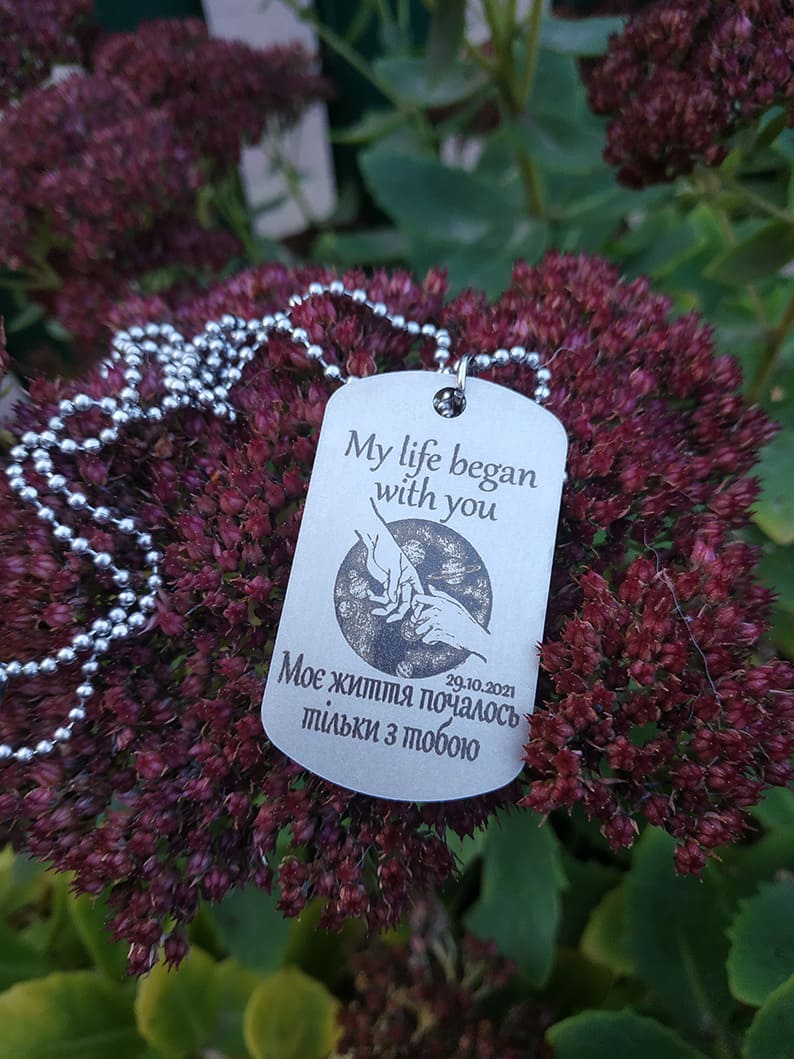 My life began
with you
29.10.2021
Моє життя почалось
тільки з тобою